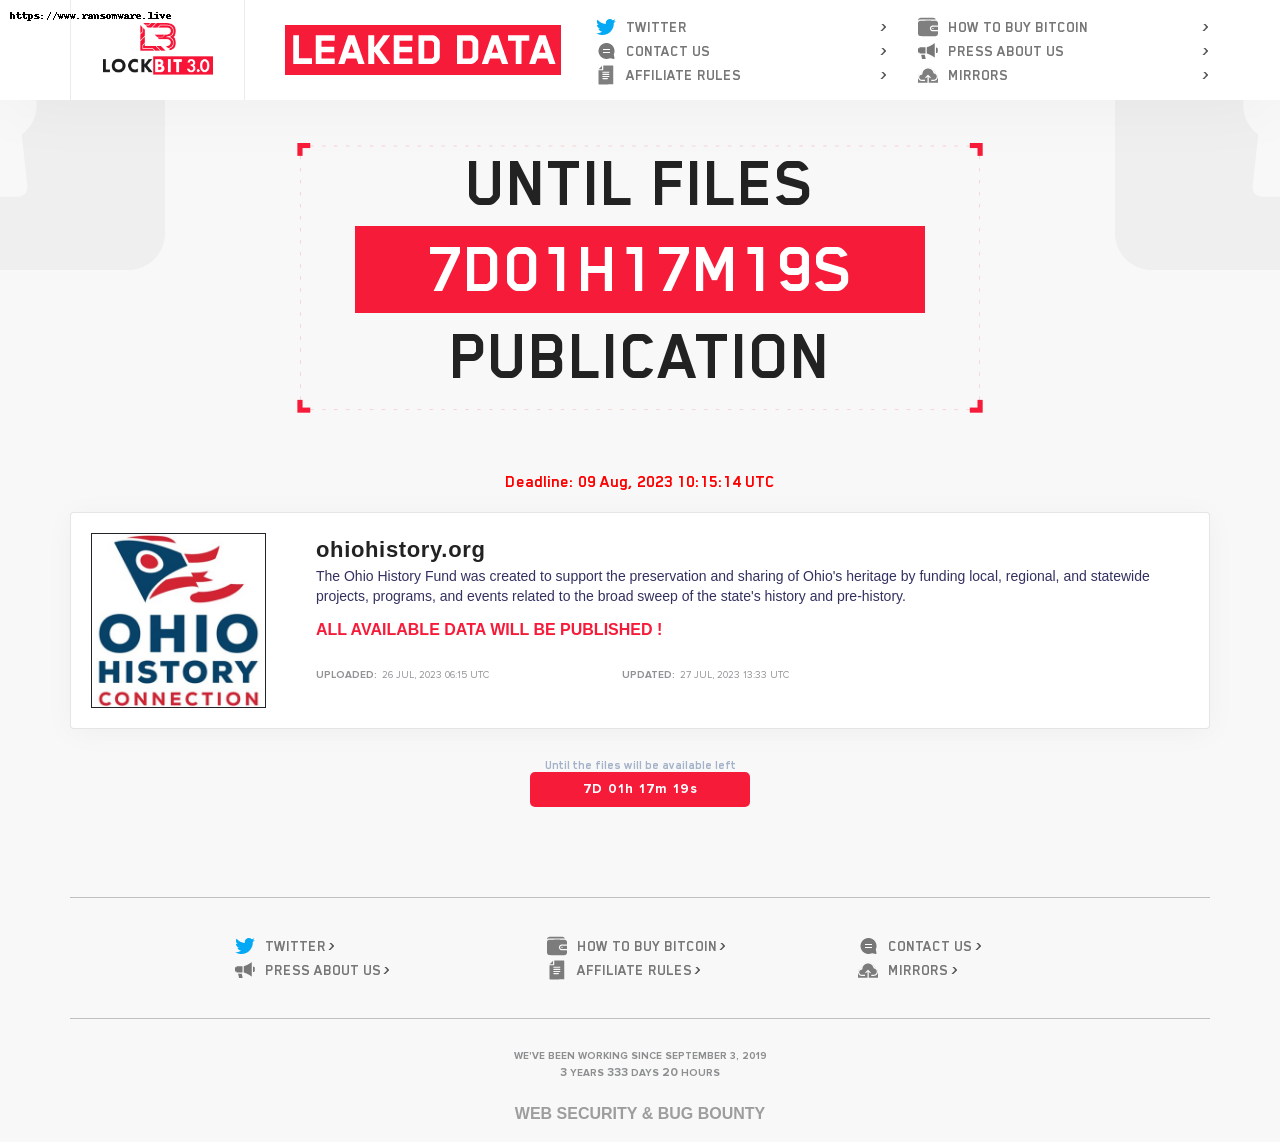 https://www.ransomware.live
LOCKBIT 3.0
LEAKED DATA
TWITTER
CONTACT US
AFFILIATE RULES
HOW TO BUY BITCOIN
PRESS ABOUT US
MIRRORS
UNTIL FILES
7D01H17M19S
PUBLICATION
Deadline: 09 Aug, 2023 10:15:14 UTC
OHIO
HISTORY
CONNECTION
ohiohistory.org
The Ohio History Fund was created to support the preservation and sharing of Ohio's heritage by funding local, regional, and statewide
projects, programs, and events related to the broad sweep of the state's history and pre-history.
ALL AVAILABLE DATA WILL BE PUBLISHED !
UPLOADED: 26 JUL, 2023 06:15 UTC
UPDATED: 27 JUL, 2023 13:33 UTC
Until the files will be available left
7D 01h 17m 19s
TWITTER
HOW TO BUY BITCOIN
CONTACT US
PRESS ABOUT US
AFFILIATE RULES
MIRRORS
WE'VE BEEN WORKING SINCE SEPTEMBER 3, 2019
3 YEARS 333 DAYS 20 HOURS
WEB SECURITY & BUG BOUNTY